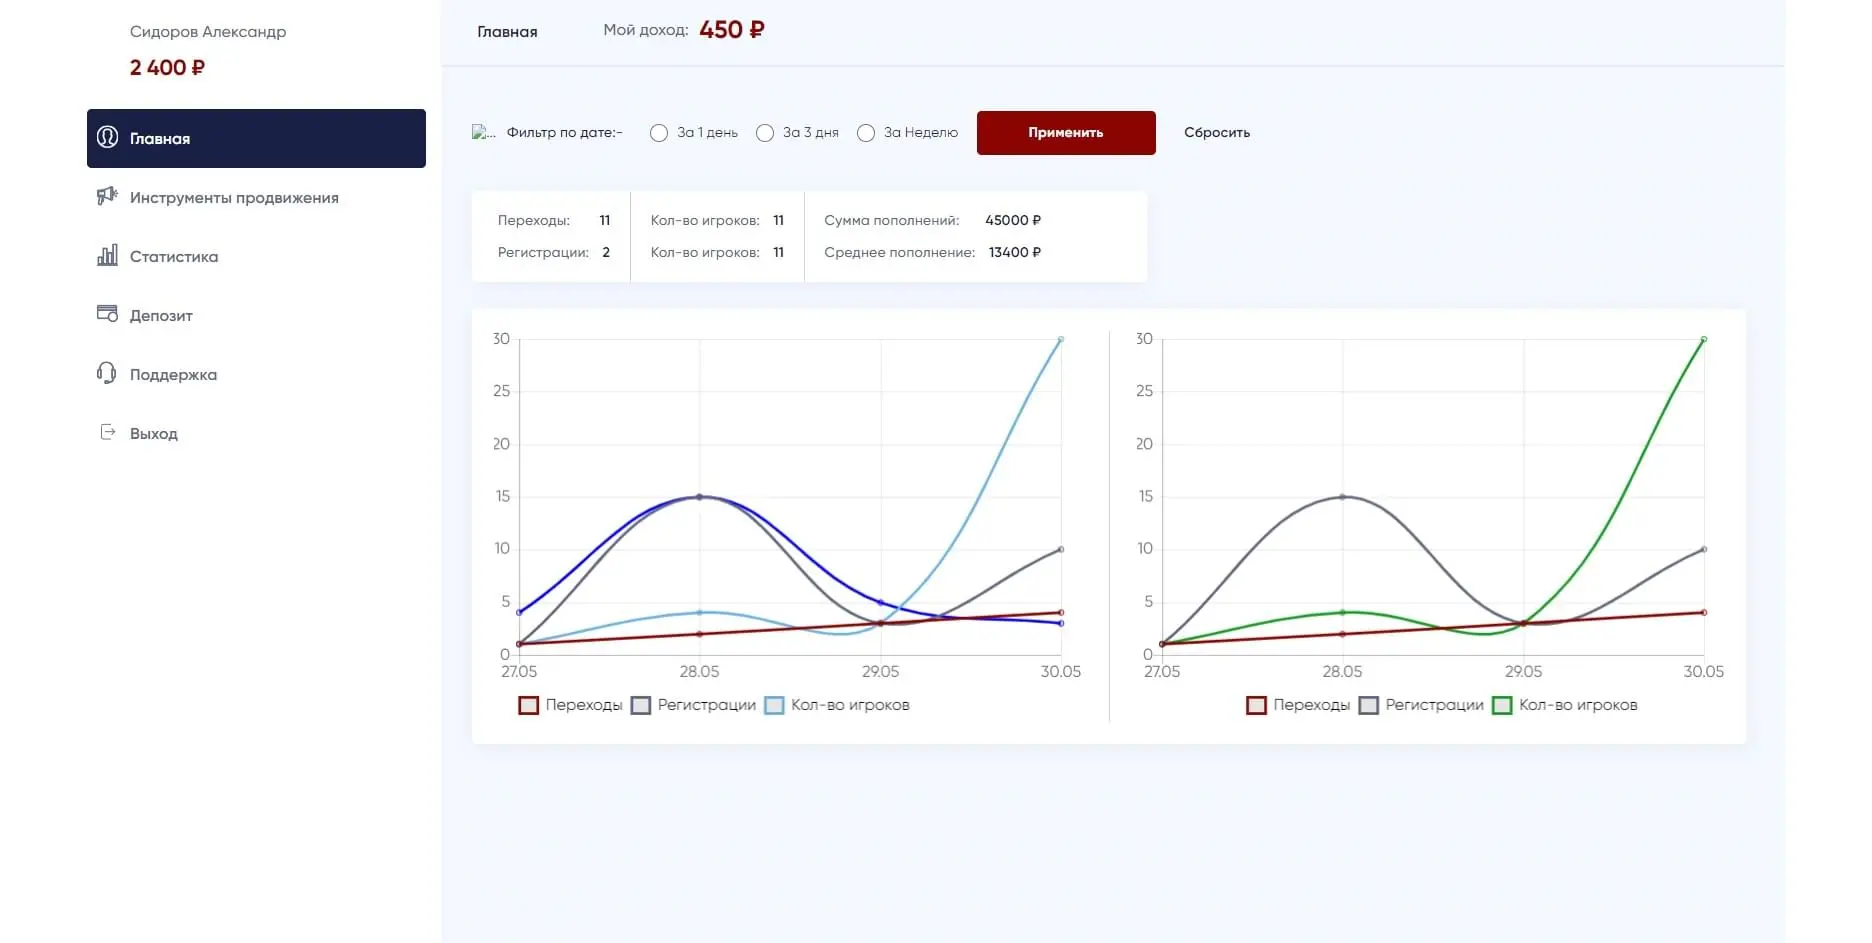 Сидоров Александр
2 400 ₽
Главная
Инструменты продвижения
Статистика
Депозит
Поддержка
Выход
Главная Мой доход: 450 ₽
... Фильтр по дате:- За 1 день За 3 дня За Неделю Применить Сбросить
Переходы: 11 Кол-во игроков: 11 Сумма пополнений: 45000 ₽
Регистрации: 2 Кол-во игроков: 11 Среднее пополнение: 13400 ₽
30
25
20
15
10
5
0
27.05 28.05 29.05 30.05
Переходы Регистрации Кол-во игроков
30
25
20
15
10
5
0
27.05 28.05 29.05 30.05
Переходы Регистрации Кол-во игроков